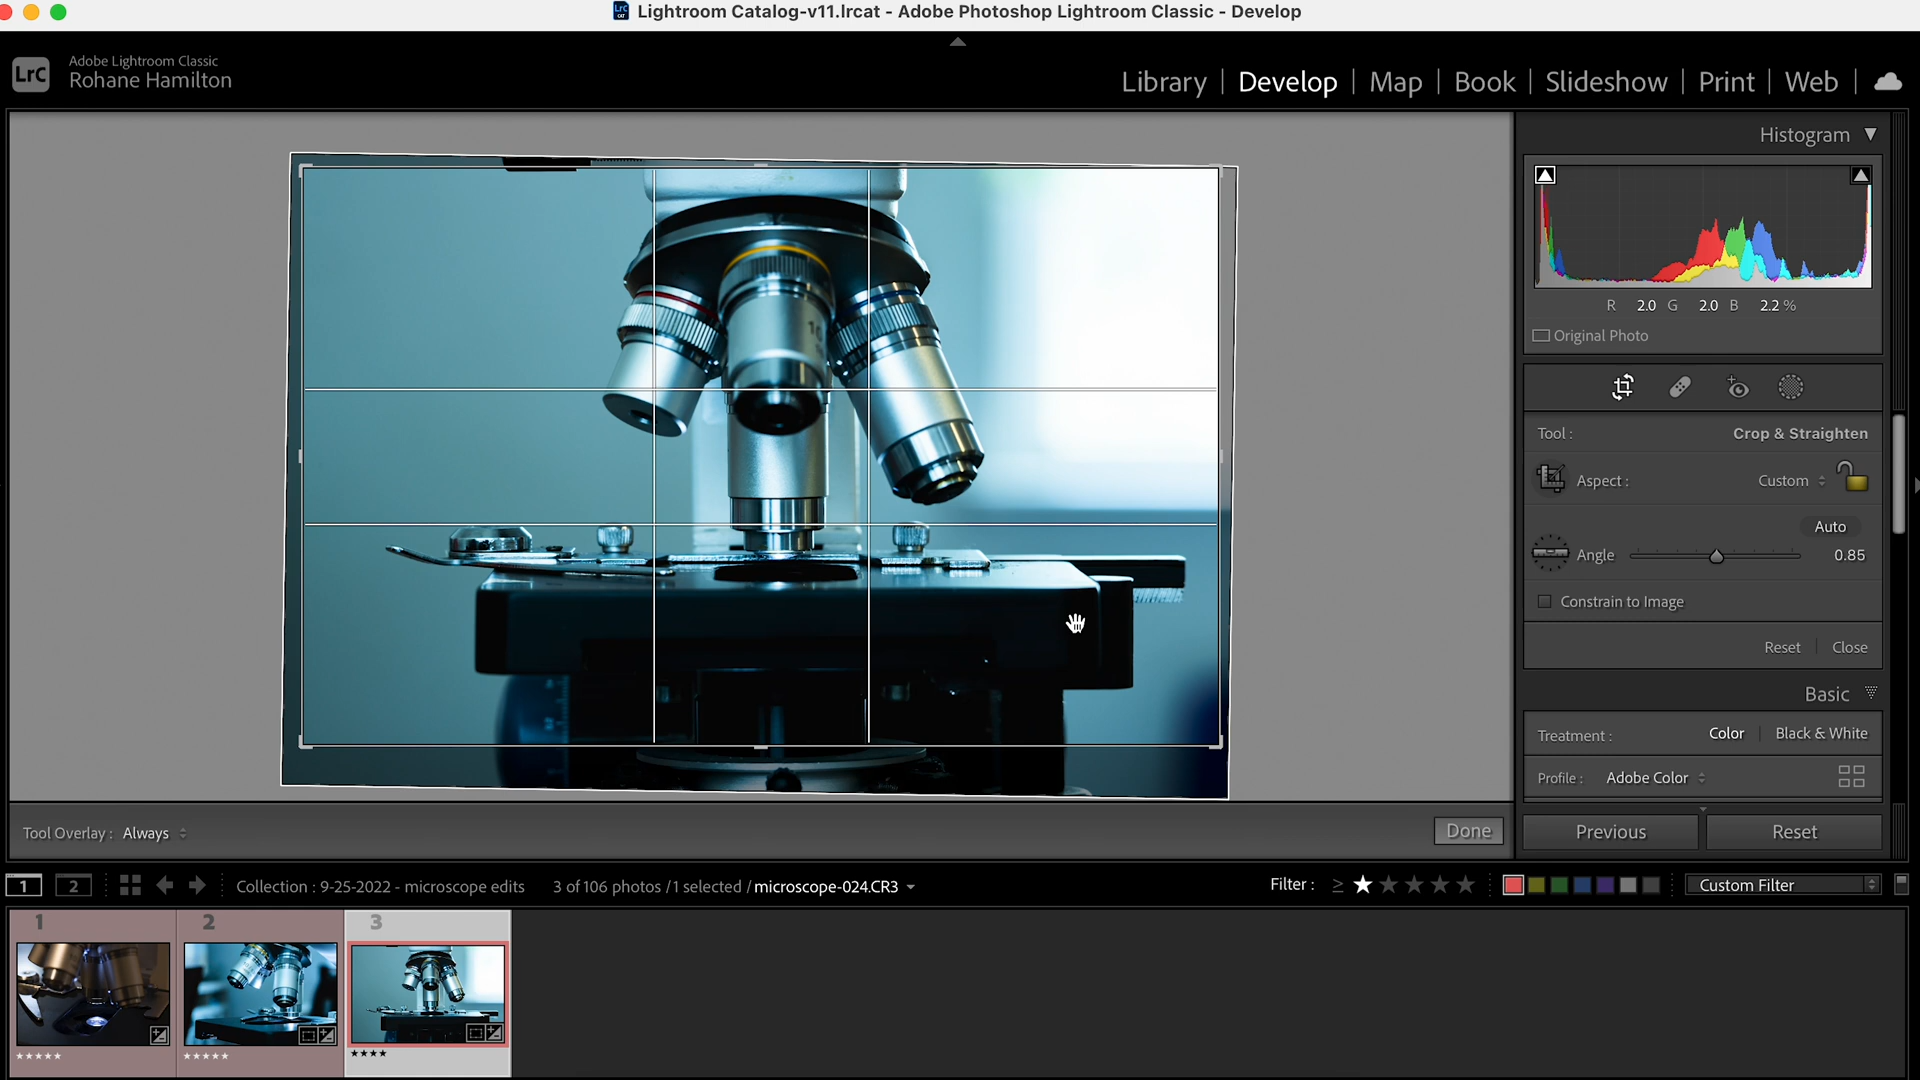 Lightroom Catalog-v11.lrcat - Adobe Photoshop Lightroom Classic - Develop
LrC
Adobe Lightroom Classic
Rohane Hamilton
Library | Develop | Map | Book | Slideshow | Print | Web
Histogram
R 2.0 G 2.0 B 2.2 %
Original Photo
Tool : Crop & Straighten
Aspect : Custom
Auto
Angle 0.85
Constrain to Image
Reset Close
Basic
Treatment : Color Black & White
Profile : Adobe Color
Tool Overlay : Always
Done
Previous Reset
1 2 Collection : 9-25-2022 - microscope edits 3 of 106 photos / 1 selected / microscope-024.CR3
Filter : ≥ Custom Filter
1 2 3